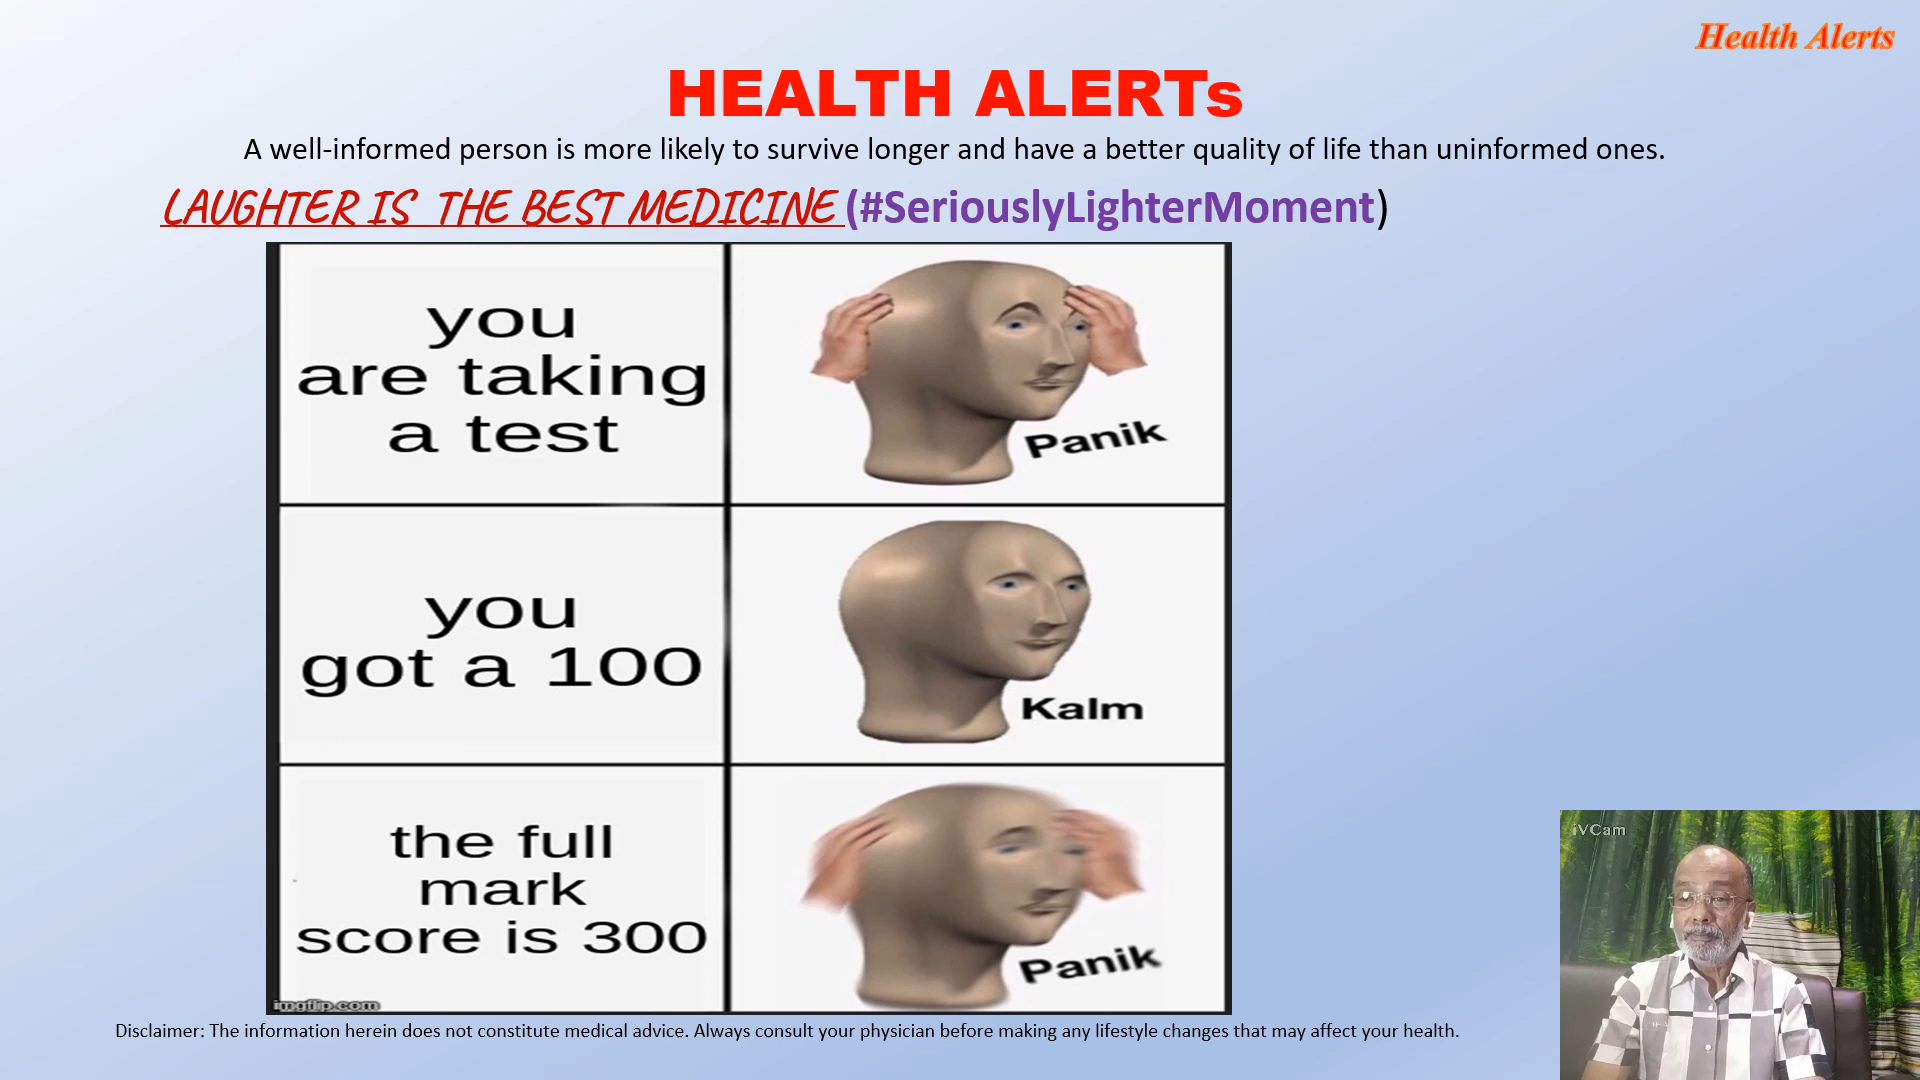 Health Alerts
HEALTH ALERTs
A well-informed person is more likely to survive longer and have a better quality of life than uninformed ones.
LAUGHTER IS THE BEST MEDICINE (#SeriouslyLighterMoment)
you
are taking
a test
Panik
you
got a 100
Kalm
the full
mark
score is 300
Panik
imgflip.com
Disclaimer: The information herein does not constitute medical advice. Always consult your physician before making any lifestyle changes that may affect your health.
iVCam